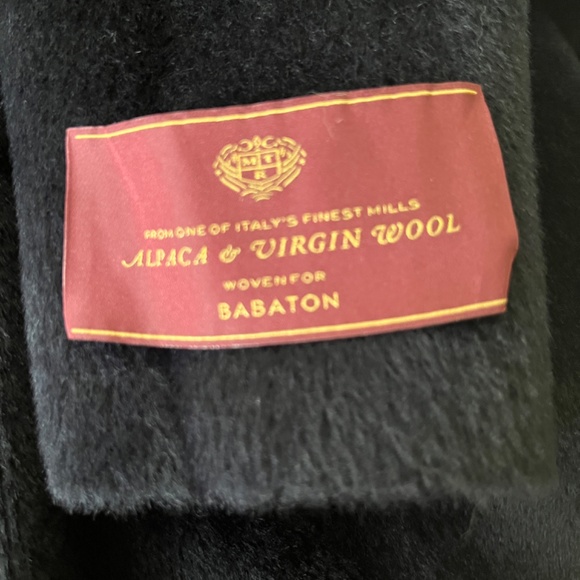 FROM ONE OF ITALY'S FINEST MILLS
ALPACA & VIRGIN WOOL
WOVEN FOR
BABATON